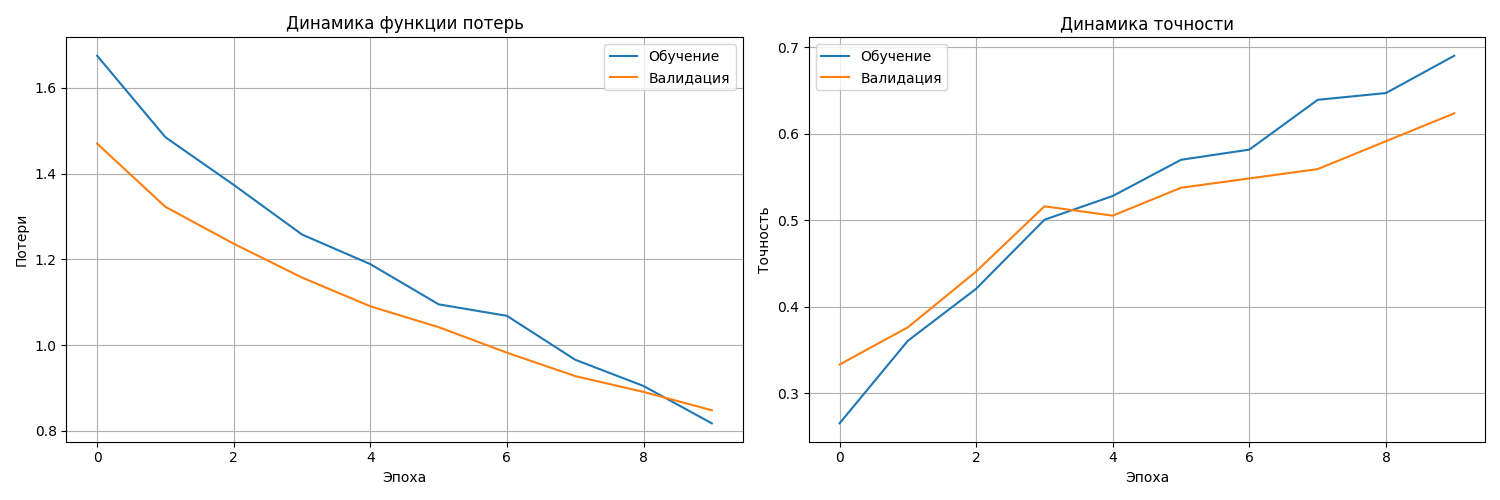 Динамика функции потерь
Обучение
Валидация
1.6
1.4
1.2
1.0
0.8
Потери
0 2 4 6 8
Эпоха
Динамика точности
Обучение
Валидация
0.7
0.6
0.5
0.4
0.3
Точность
0 2 4 6 8
Эпоха